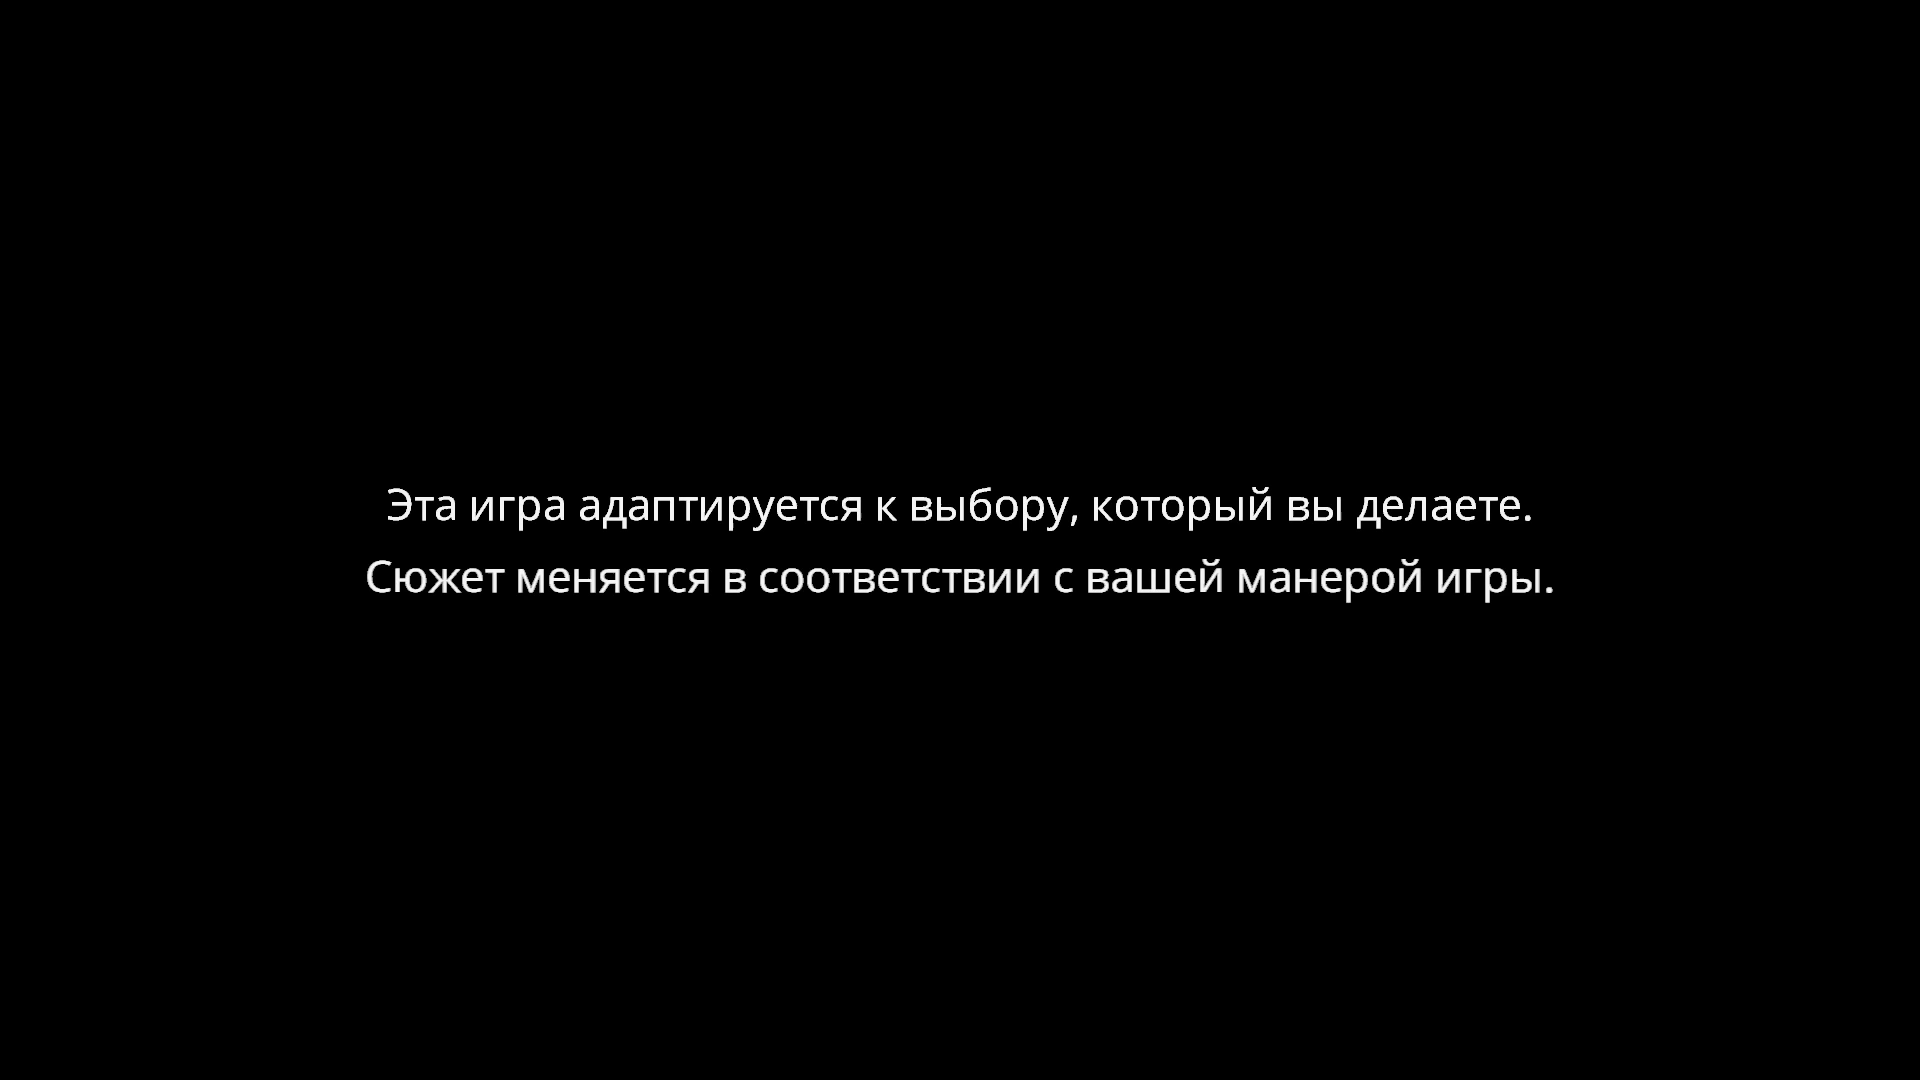 Эта игра адаптируется к выбору, который вы делаете.
Сюжет меняется в соответствии с вашей манерой игры.